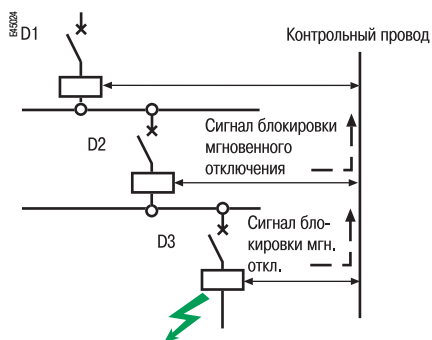 E45024
D1
Контрольный провод
D2
Сигнал блокировки
мгновенного
отключения
D3
Сигнал бло-
кировки мгн.
откл.